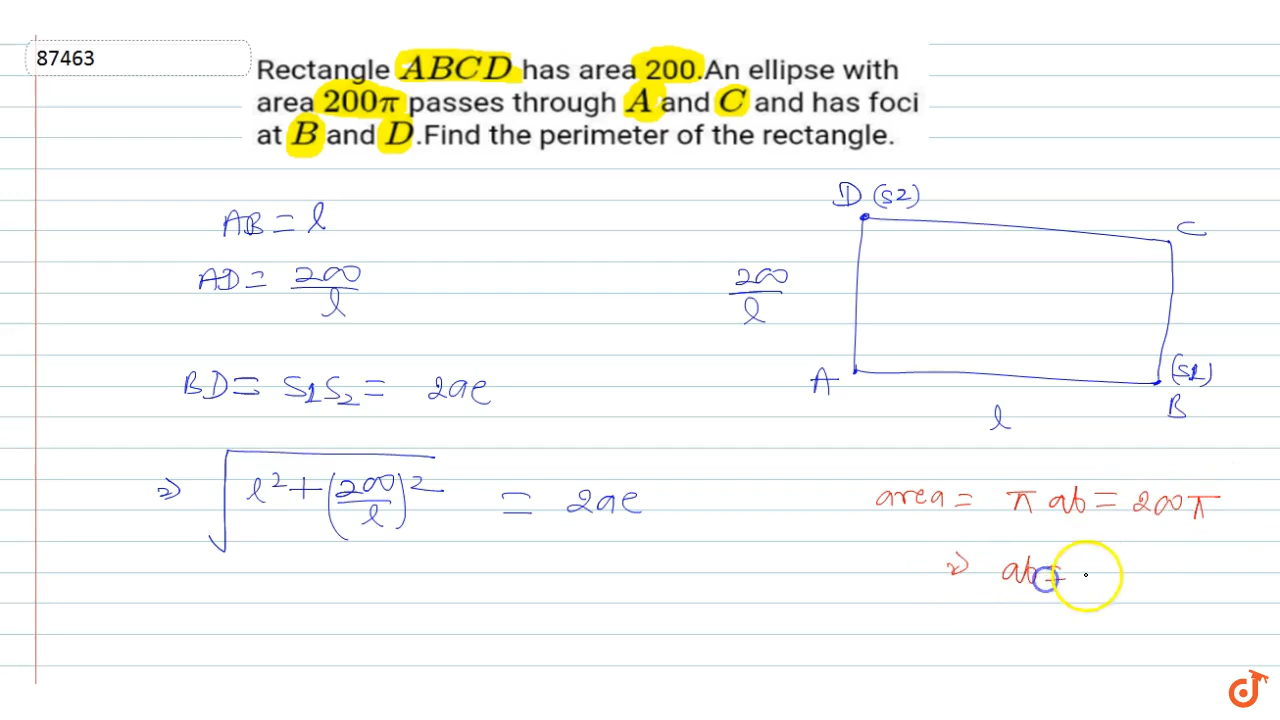 87463
Rectangle ABCD has area 200.An ellipse with
area 200π passes through A and C and has foci
at B and D.Find the perimeter of the rectangle.
AB = l
AD = 200/l
BD = S1S2 = 2ae
⇒ √(l² + (200/l)²) = 2ae
D (S2)
C
200/l
A
(S1)
B
l
area = π ab = 200π
⇒ ab =